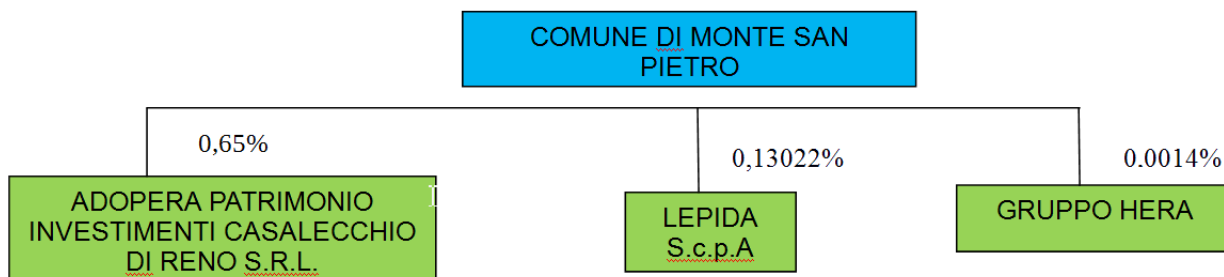 COMUNE DI MONTE SAN
PIETRO
0,65%
0,13022%
0.0014%
ADOPERA PATRIMONIO
INVESTIMENTI CASALECCHIO
DI RENO S.R.L.
LEPIDA
S.c.p.A
GRUPPO HERA